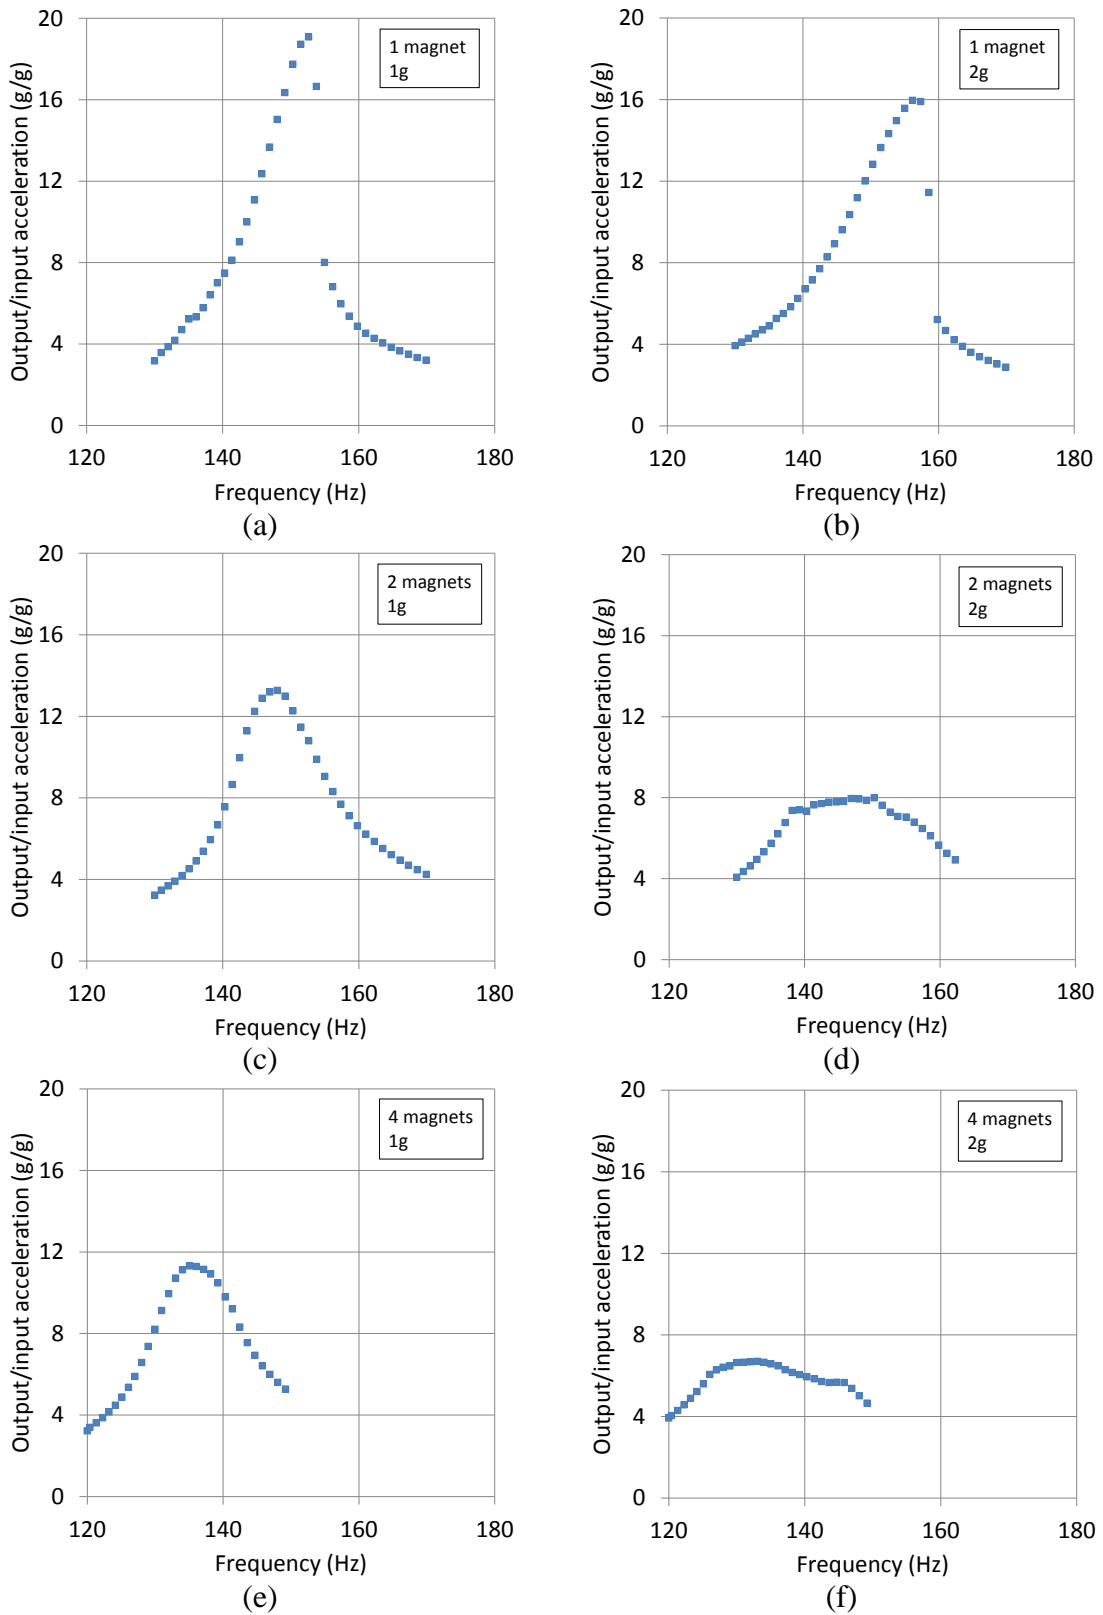 20
16
12
8
4
0
Output/input acceleration (g/g)
1 magnet
1g
120
140
160
180
Frequency (Hz)
(a)
20
16
12
8
4
0
Output/input acceleration (g/g)
1 magnet
2g
120
140
160
180
Frequency (Hz)
(b)
20
16
12
8
4
0
Output/input acceleration (g/g)
2 magnets
1g
120
140
160
180
Frequency (Hz)
(c)
20
16
12
8
4
0
Output/input acceleration (g/g)
2 magnets
2g
120
140
160
180
Frequency (Hz)
(d)
20
16
12
8
4
0
Output/input acceleration (g/g)
4 magnets
1g
120
140
160
180
Frequency (Hz)
(e)
20
16
12
8
4
0
Output/input acceleration (g/g)
4 magnets
2g
120
140
160
180
Frequency (Hz)
(f)